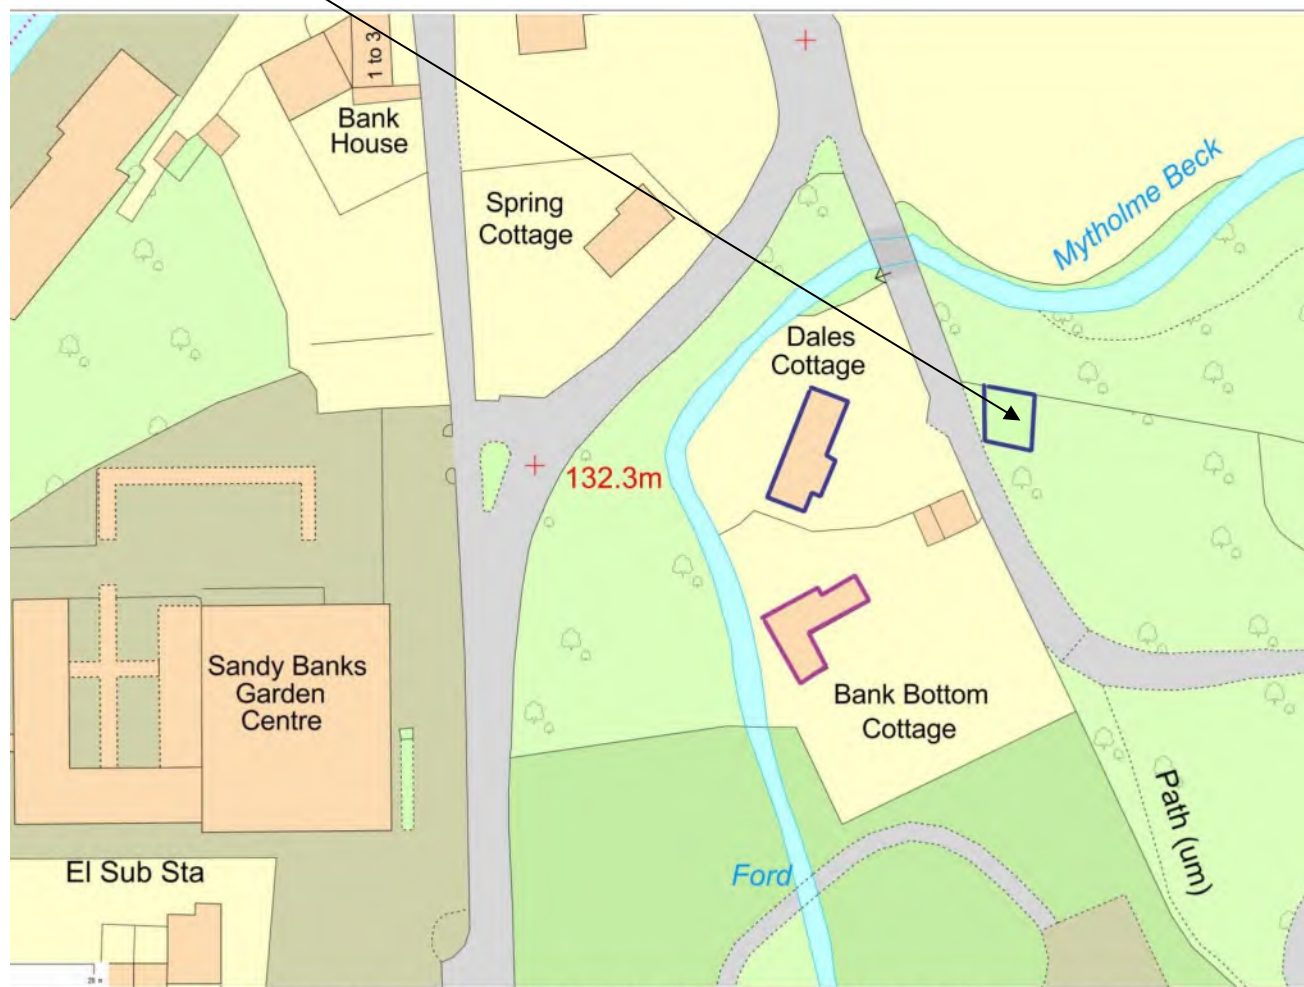 1 to 3
Bank
House
Spring
Cottage
Mytholme Beck
Dales
Cottage
132.3m
Sandy Banks
Garden
Centre
Bank Bottom
Cottage
Path (um)
El Sub Sta
Ford